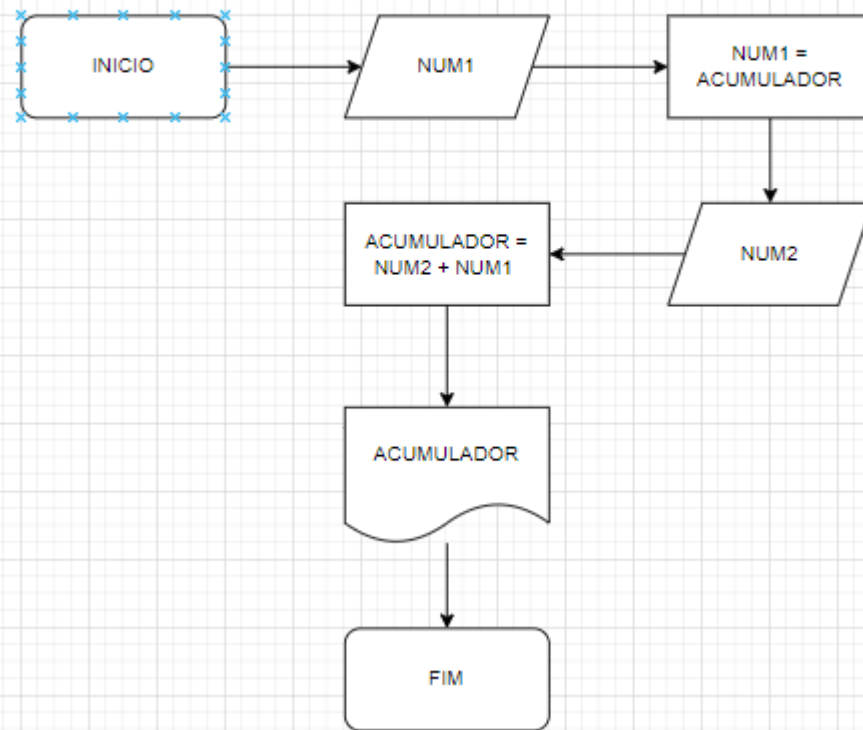 INICIO
NUM1
NUM1 =
ACUMULADOR
NUM2
ACUMULADOR =
NUM2 + NUM1
ACUMULADOR
FIM